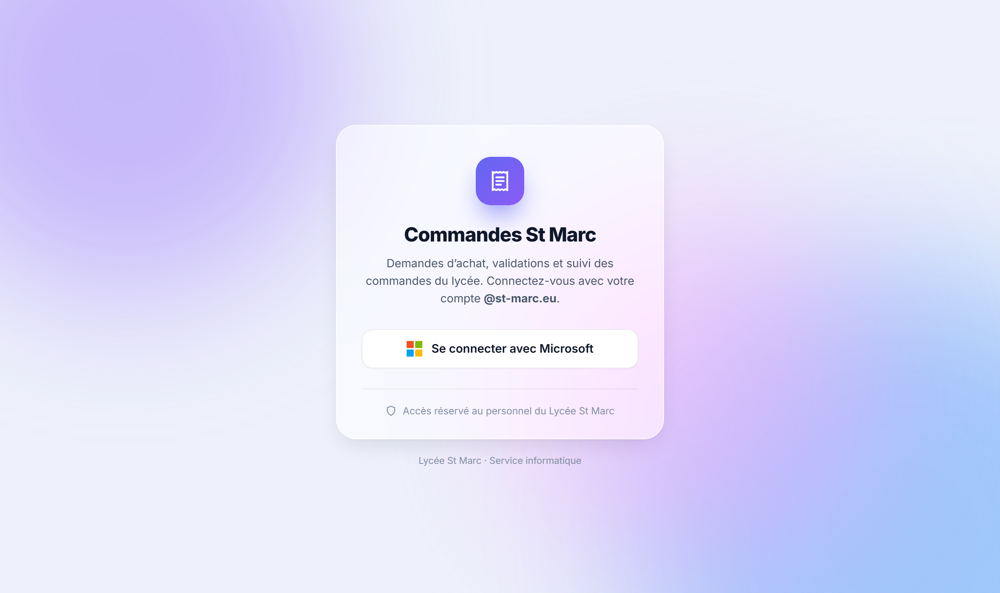 Commandes St Marc
Demandes d’achat, validations et suivi des
commandes du lycée. Connectez-vous avec votre
compte @st-marc.eu.
Se connecter avec Microsoft
Accès réservé au personnel du Lycée St Marc
Lycée St Marc · Service informatique